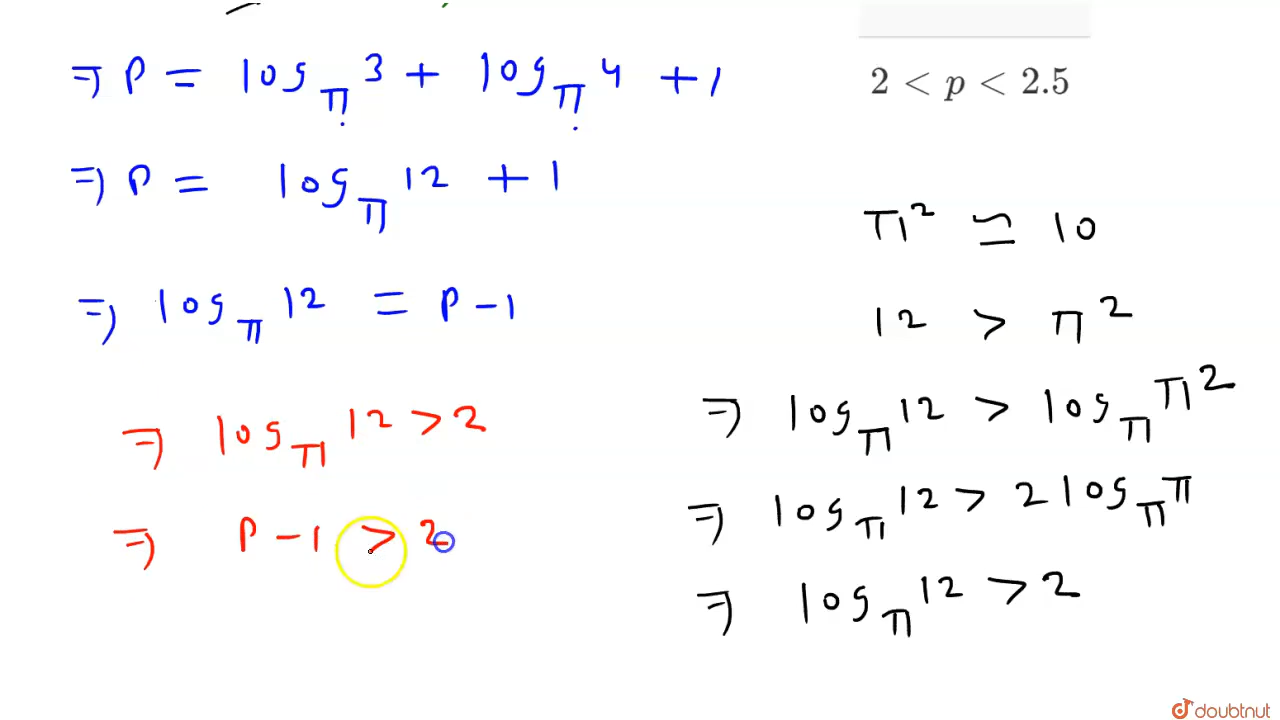 ⇒ P = log_π 3 + log_π 4 + 1
⇒ P = log_π 12 + 1
⇒ log_π 12 = P - 1
⇒ log_π 12 > 2
⇒ P - 1 > 2
2 < p < 2.5
π² ≃ 10
12 > π²
⇒ log_π 12 > log_π π²
⇒ log_π 12 > 2 log_π π
⇒ log_π 12 > 2
doubtnut